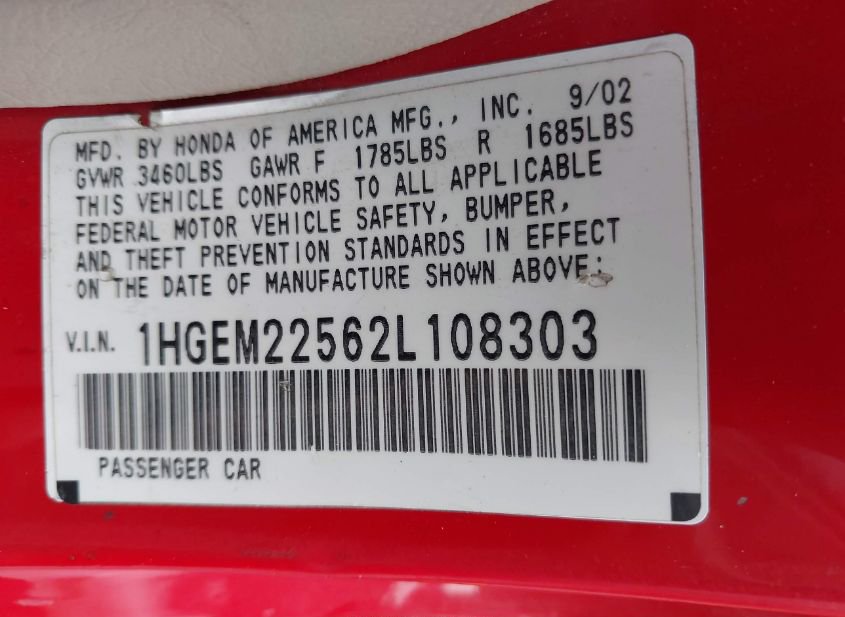 MFD. BY HONDA OF AMERICA MFG., INC. 9/02
GVWR 3460LBS GAWR F 1785LBS R 1685LBS
THIS VEHICLE CONFORMS TO ALL APPLICABLE
FEDERAL MOTOR VEHICLE SAFETY, BUMPER,
AND THEFT PREVENTION STANDARDS IN EFFECT
ON THE DATE OF MANUFACTURE SHOWN ABOVE:
V.I.N. 1HGEM22562L108303
PASSENGER CAR